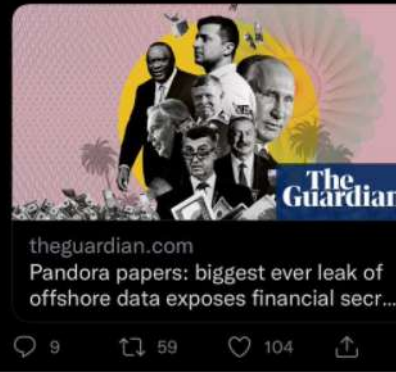 The
Guardian
theguardian.com
Pandora papers: biggest ever leak of
offshore data exposes financial secr...
9
59
104